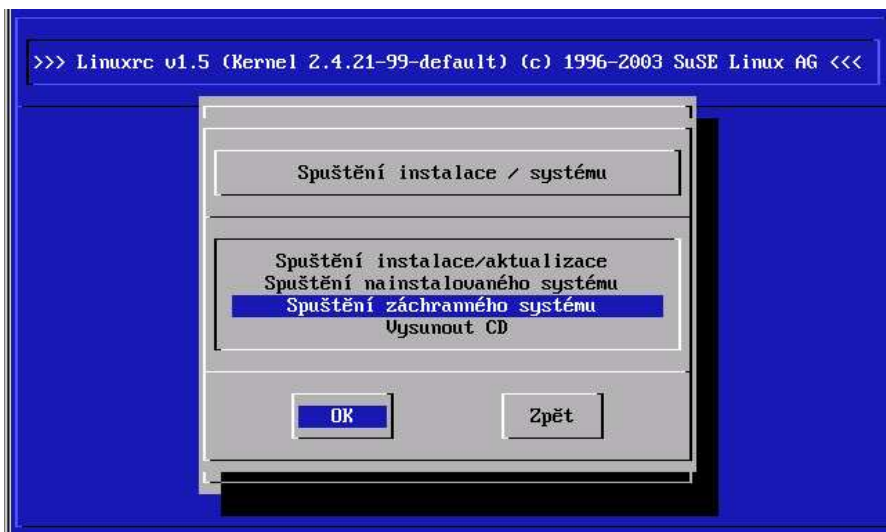 >>> Linuxrc v1.5 (Kernel 2.4.21-99-default) (c) 1996-2003 SuSE Linux AG <<<
Spuštění instalace / systému
Spuštění instalace/aktualizace
Spuštění nainstalovaného systému
Spuštění záchranného systému
Vysunout CD
OK Zpět